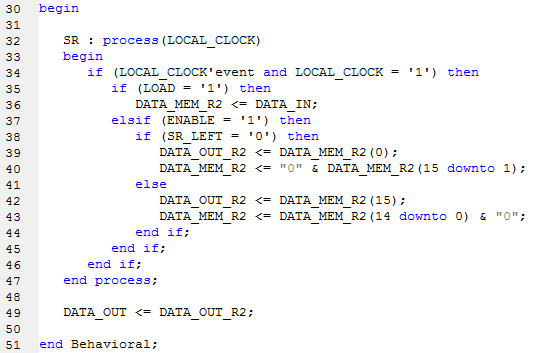 30 begin
31
32 SR : process(LOCAL_CLOCK)
33 begin
34 if (LOCAL_CLOCK'event and LOCAL_CLOCK = '1') then
35 if (LOAD = '1') then
36 DATA_MEM_R2 <= DATA_IN;
37 elsif (ENABLE = '1') then
38 if (SR_LEFT = '0') then
39 DATA_OUT_R2 <= DATA_MEM_R2(0);
40 DATA_MEM_R2 <= "0" & DATA_MEM_R2(15 downto 1);
41 else
42 DATA_OUT_R2 <= DATA_MEM_R2(15);
43 DATA_MEM_R2 <= DATA_MEM_R2(14 downto 0) & "0";
44 end if;
45 end if;
46 end if;
47 end process;
48
49 DATA_OUT <= DATA_OUT_R2;
50
51 end Behavioral;